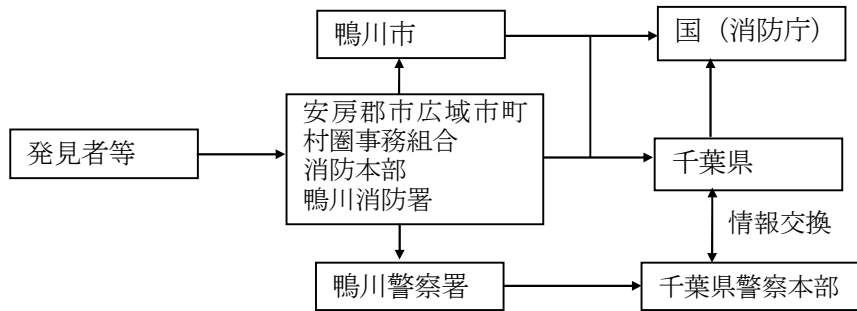 鴨川市
国（消防庁）
安房郡市広域市町
村圏事務組合
消防本部
鴨川消防署
発見者等
千葉県
情報交換
鴨川警察署
千葉県警察本部